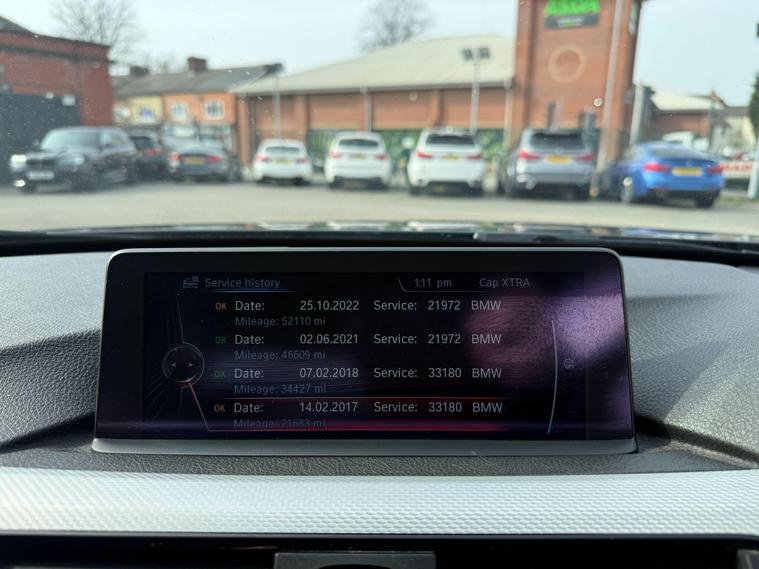 ASDA
Service history 1:11 pm Cap XTRA
OK Date: 25.10.2022 Service: 21972 BMW
Mileage: 52110 mi
OK Date: 02.06.2021 Service: 21972 BMW
Mileage: 46609 mi
OK Date: 07.02.2018 Service: 33180 BMW
Mileage: 34427 mi
OK Date: 14.02.2017 Service: 33180 BMW
Mileage: 21683 mi